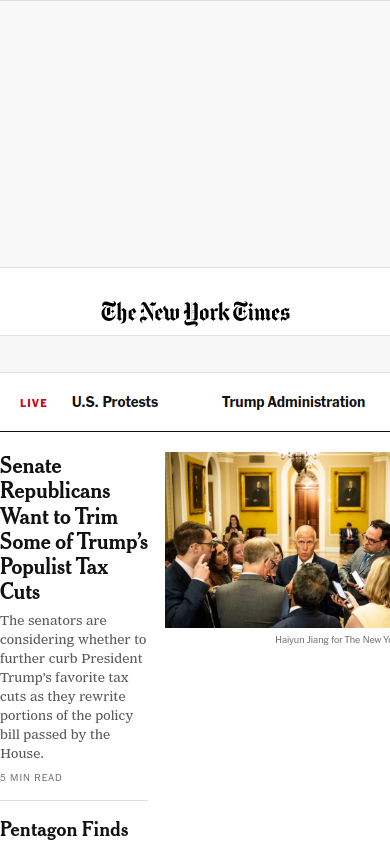 The New York Times
LIVE U.S. Protests Trump Administration
Senate
Republicans
Want to Trim
Some of Trump’s
Populist Tax
Cuts
The senators are
considering whether to
further curb President
Trump’s favorite tax
cuts as they rewrite
portions of the policy
bill passed by the
House.
5 MIN READ
Haiyun Jiang for The New Yo
Pentagon Finds